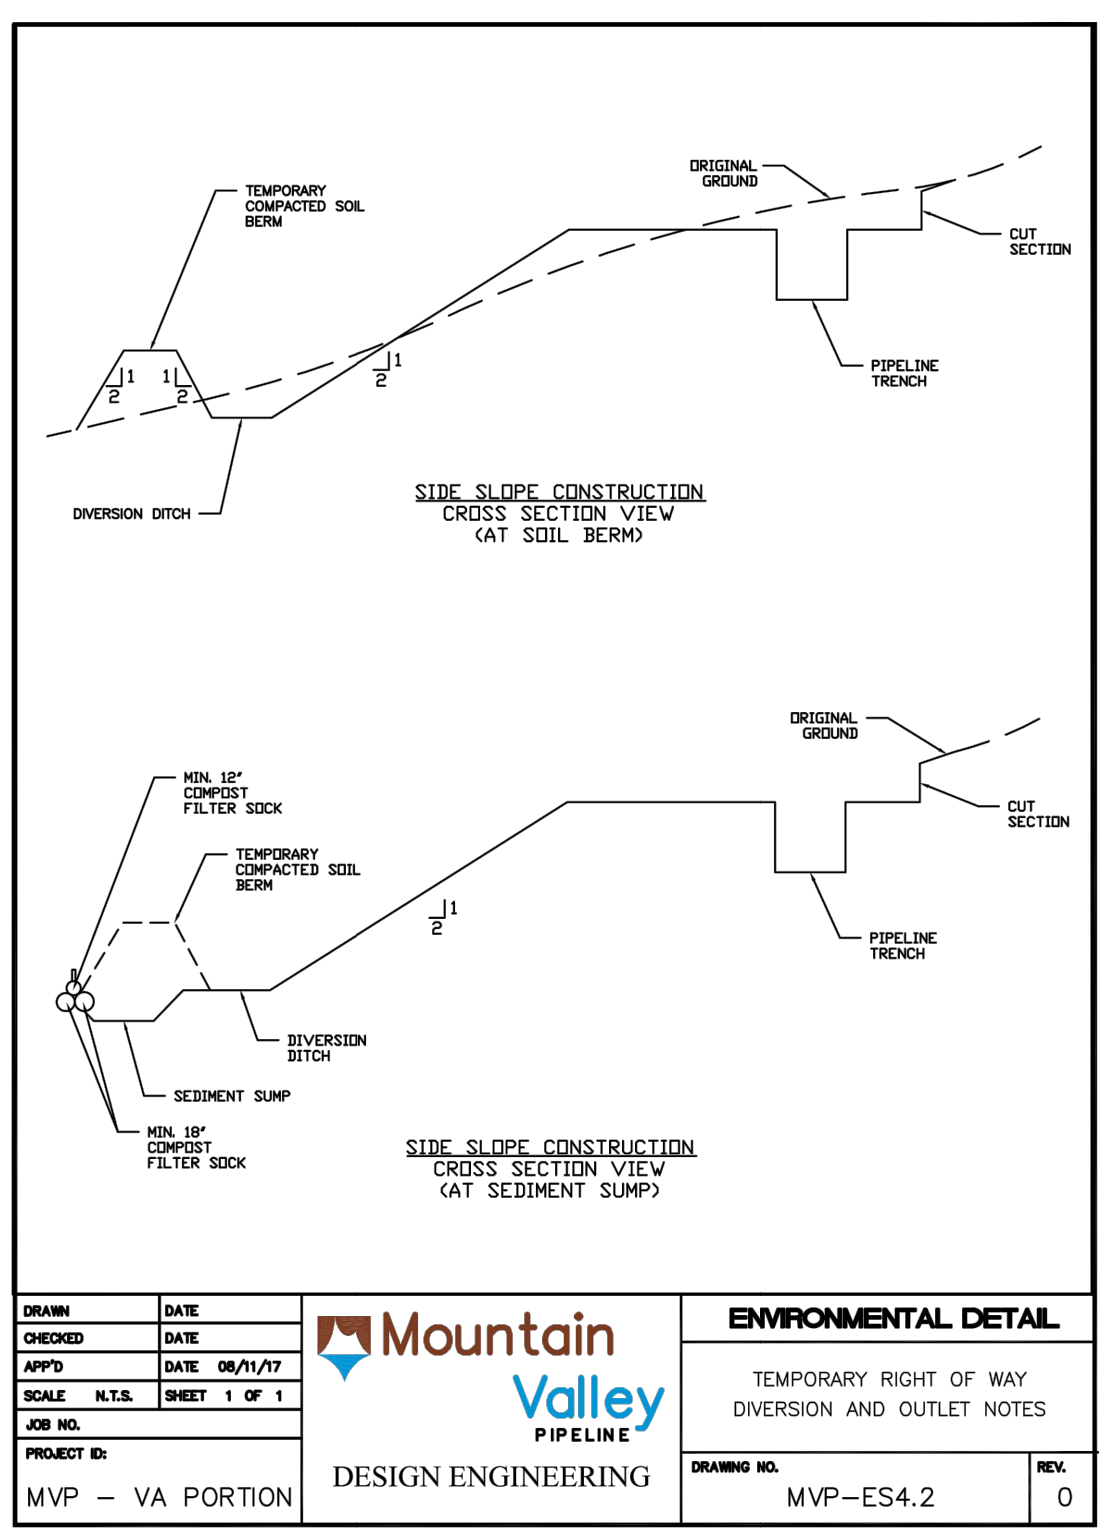 ORIGINAL
GROUND
TEMPORARY
COMPACTED SOIL
BERM
CUT
SECTION
1
2
1
2
1
2
PIPELINE
TRENCH
DIVERSION DITCH
SIDE SLOPE CONSTRUCTION
CROSS SECTION VIEW
(AT SOIL BERM)
ORIGINAL
GROUND
MIN. 12"
COMPOST
FILTER SOCK
CUT
SECTION
TEMPORARY
COMPACTED SOIL
BERM
1
2
PIPELINE
TRENCH
DIVERSION
DITCH
SEDIMENT SUMP
MIN. 18"
COMPOST
FILTER SOCK
SIDE SLOPE CONSTRUCTION
CROSS SECTION VIEW
(AT SEDIMENT SUMP)
DRAWN DATE
CHECKED DATE
APP'D DATE 08/11/17
SCALE N.T.S. SHEET 1 OF 1
JOB NO.
PROJECT ID:
MVP - VA PORTION
Mountain
Valley
PIPELINE
DESIGN ENGINEERING
ENVIRONMENTAL DETAIL
TEMPORARY RIGHT OF WAY
DIVERSION AND OUTLET NOTES
DRAWING NO.
MVP-ES4.2
REV.
0